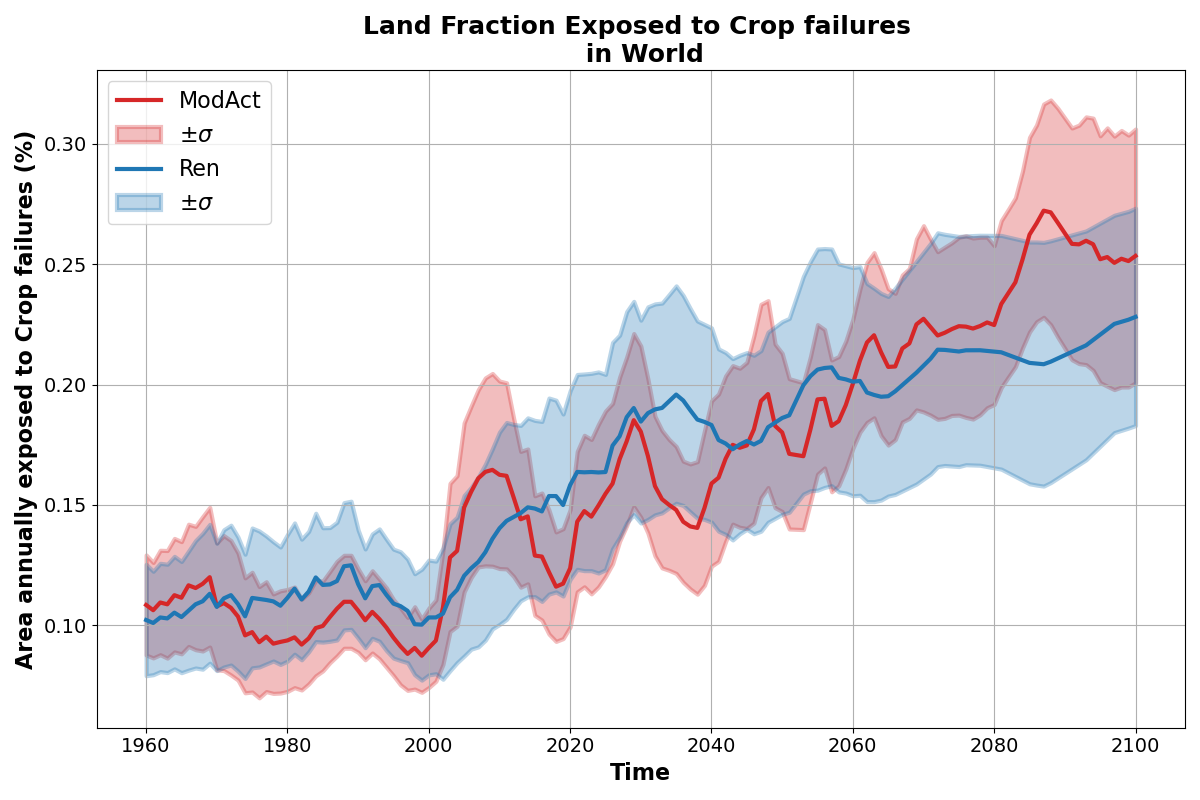 Land Fraction Exposed to Crop failures
in World
ModAct
±σ
Ren
±σ
Area annually exposed to Crop failures (%)
0.30
0.25
0.20
0.15
0.10
1960
1980
2000
2020
2040
2060
2080
2100
Time